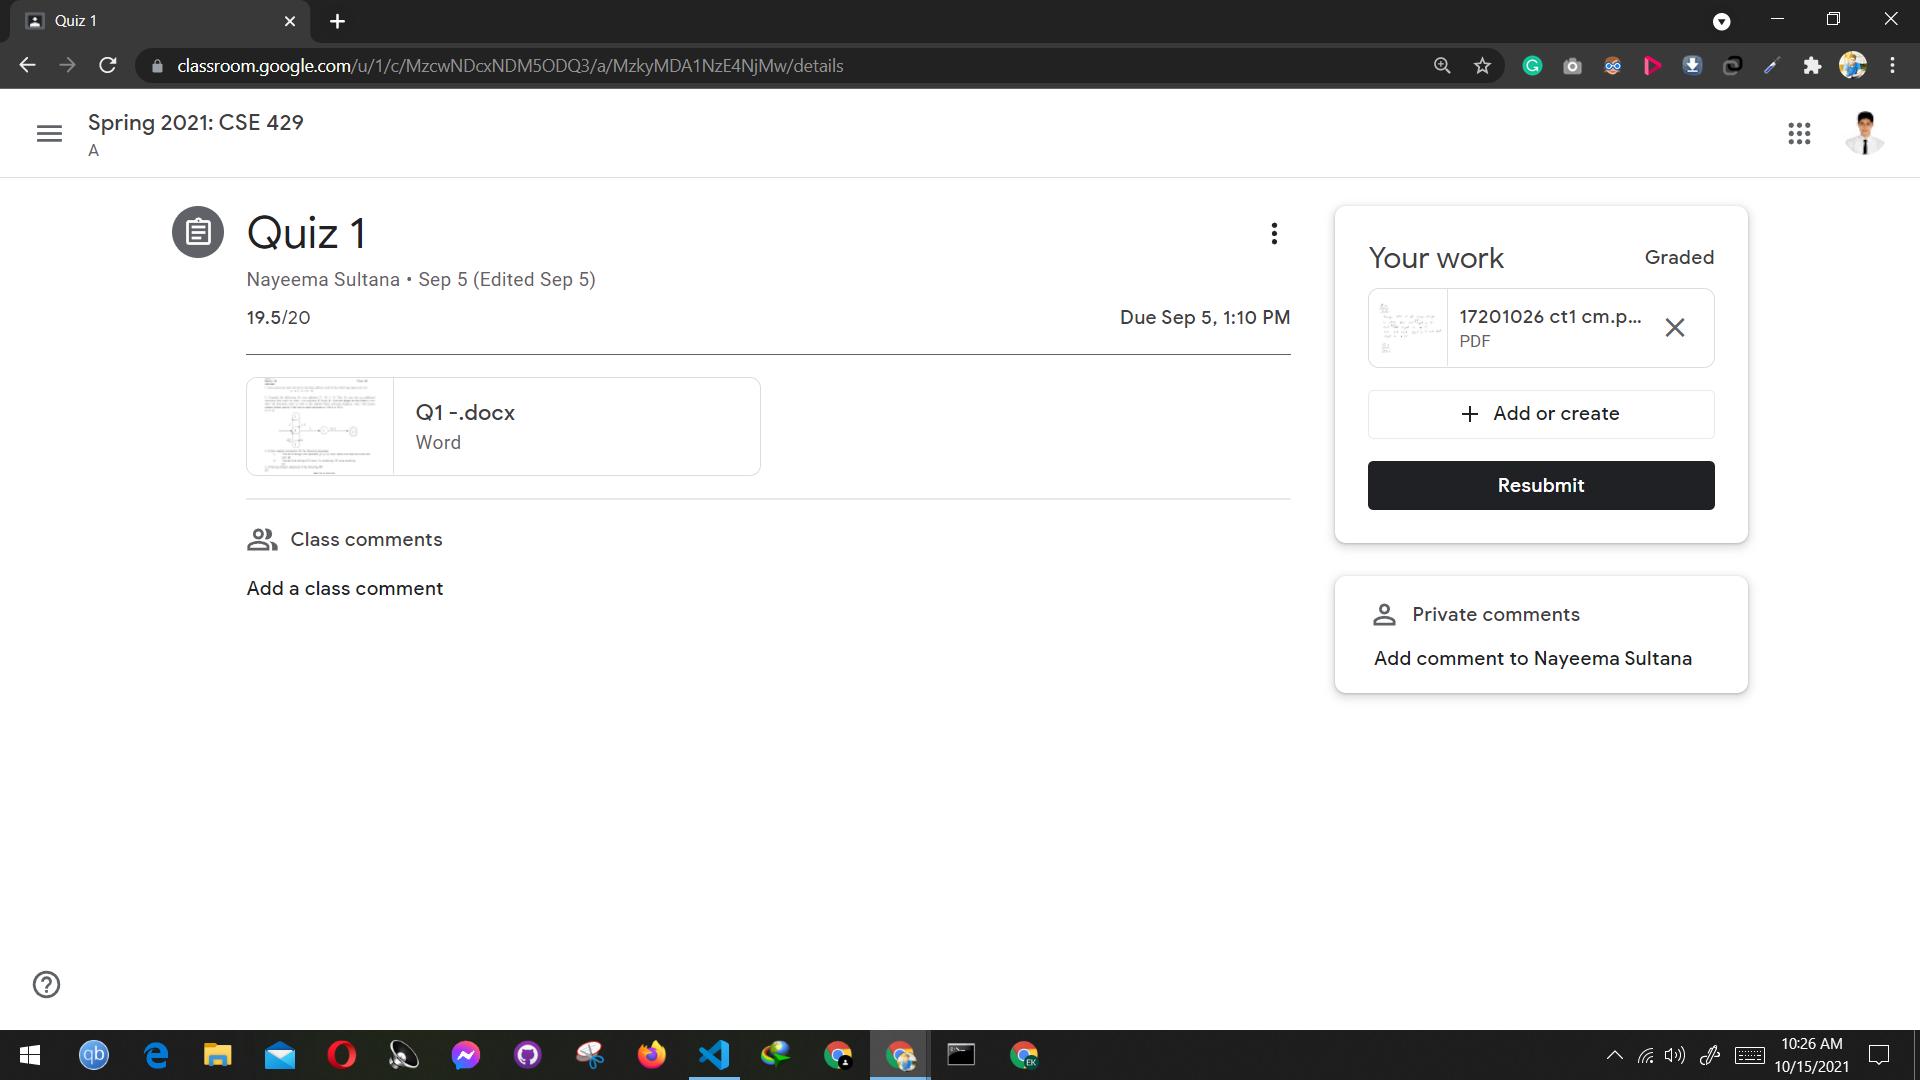 Quiz 1
classroom.google.com/u/1/c/MzcwNDcxNDM5ODQ3/a/MzkyMDA1NzE4NjMw/details
Spring 2021: CSE 429
A
Quiz 1
Nayeema Sultana • Sep 5 (Edited Sep 5)
19.5/20
Due Sep 5, 1:10 PM
Q1 -.docx
Word
Class comments
Add a class comment
Your work
Graded
17201026 ct1 cm.p...
PDF
+ Add or create
Resubmit
Private comments
Add comment to Nayeema Sultana
qb
EK
10:26 AM
10/15/2021